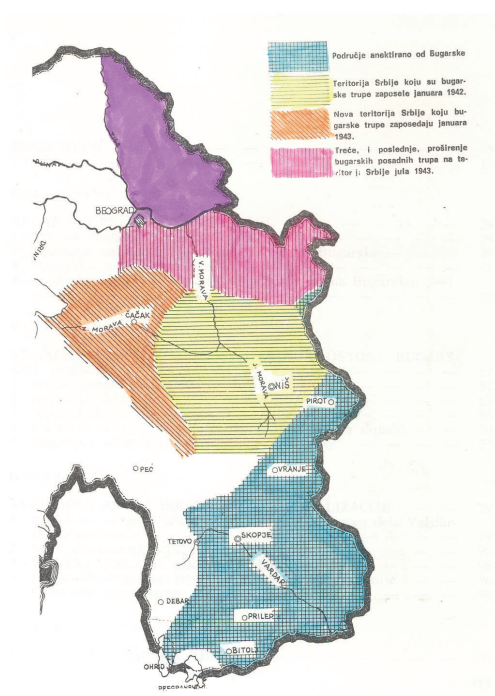 Područje anektirano od Bugarske
Teritorija Srbije koju su bugar-
ske trupe zaposele januara 1942.
Nova teritorija Srbije koju bu-
garske trupe zaposedaju januara
1943.
Treće, i poslednje, proširenje
bugarskih posadnih trupa na te-
ritoriji Srbije jula 1943.
BEOGRAD
V. MORAVA
ČAČAK
Z. MORAVA
J. MORAVA
NIŠ
PIROT
PEĆ
VRANJE
SKOPJE
TETOVO
VARDAR
DEBAR
PRILEP
BITOLJ
OHRID